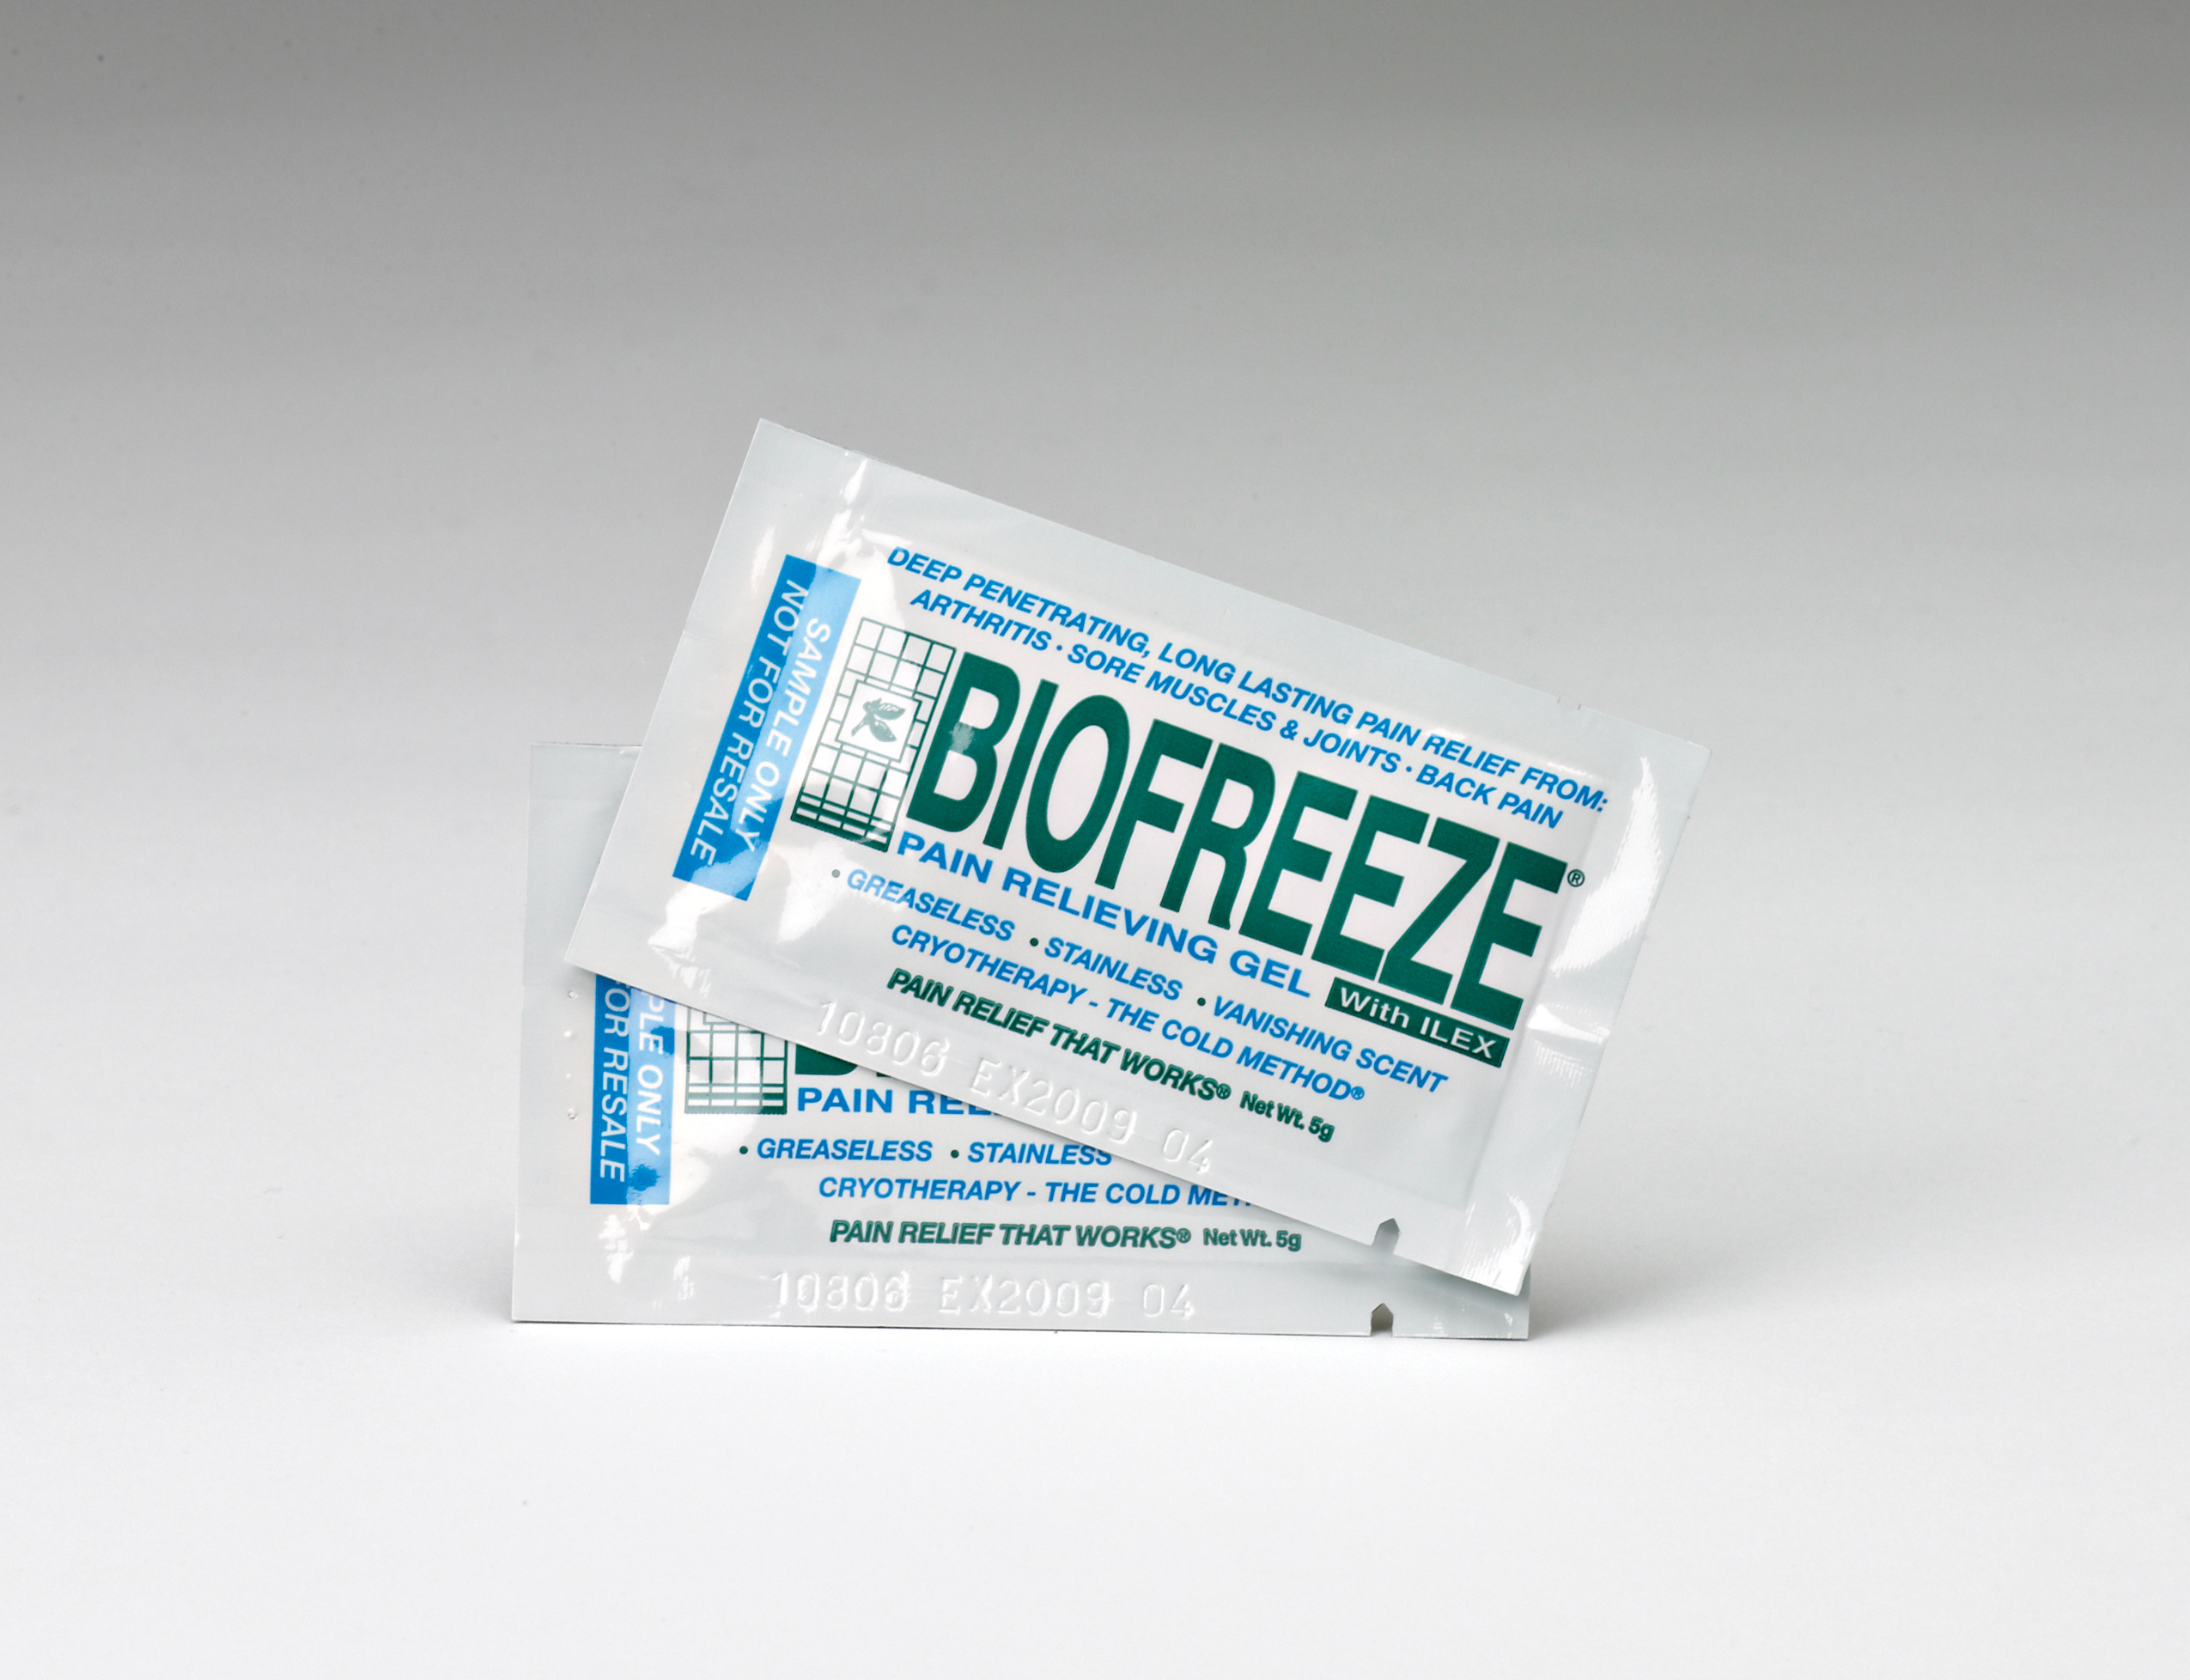 DEEP PENETRATING, LONG LASTING PAIN RELIEF FROM:
ARTHRITIS · SORE MUSCLES & JOINTS · BACK PAIN
SAMPLE ONLY
NOT FOR RESALE
BIOFREEZE®
PAIN RELIEVING GEL
With ILEX
• GREASELESS • STAINLESS • VANISHING SCENT
CRYOTHERAPY - THE COLD METHOD®
PAIN RELIEF THAT WORKS® Net Wt. 5g
10806 EX2009 04
PLE ONLY
OR RESALE
PAIN REL
• GREASELESS • STAINLESS
CRYOTHERAPY - THE COLD MET
PAIN RELIEF THAT WORKS® Net Wt. 5g
10806 EX2009 04